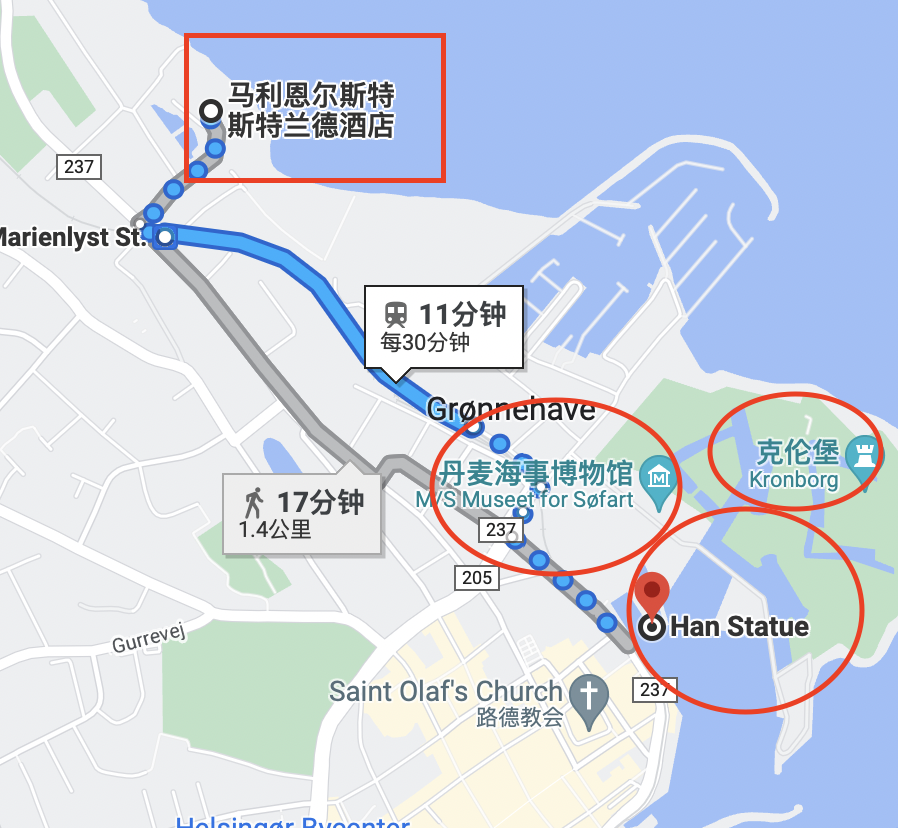 马利恩尔斯特
斯特兰德酒店
237
Marienlyst St.
11分钟
每30分钟
Grønnehave
克伦堡
Kronborg
丹麦海事博物馆
M/S Museet for Søfart
17分钟
1.4公里
237
205
Han Statue
Gurrevej
237
Saint Olaf's Church
路德教会
Helsingør Bycenter